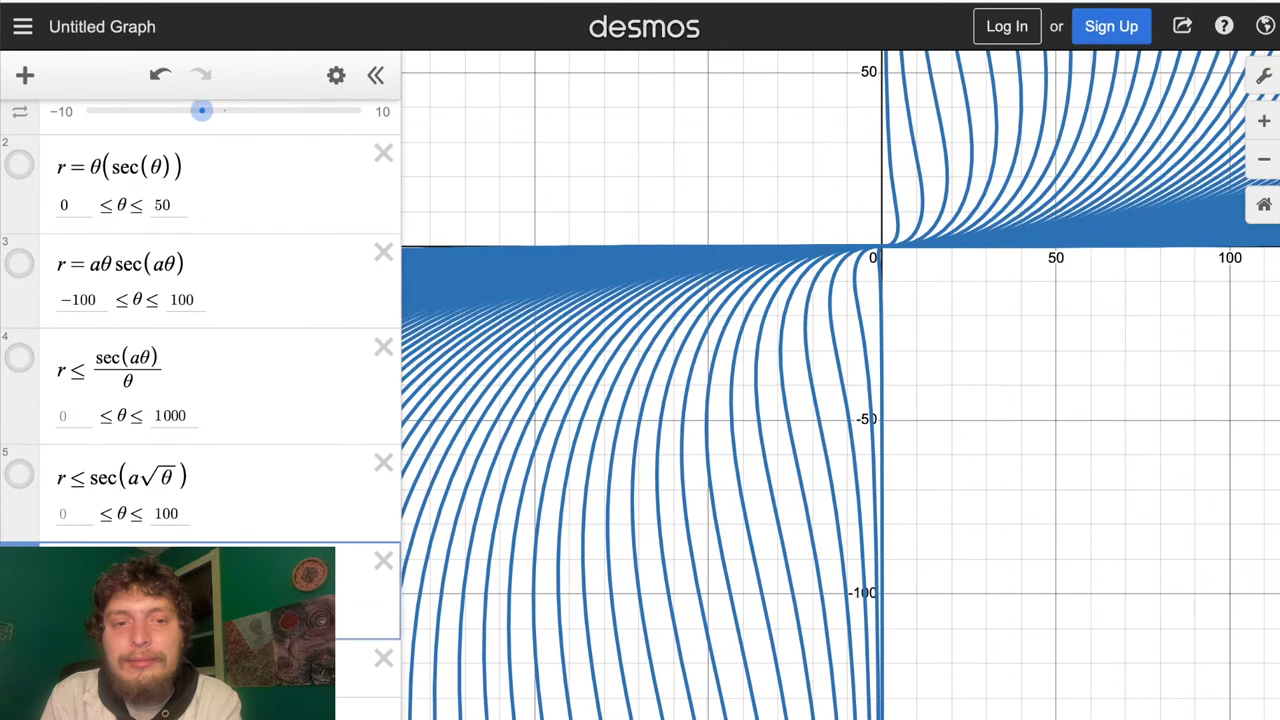 Untitled Graph
desmos
Log In or Sign Up
-10
10
2
r = θ(sec(θ))
0 ≤ θ ≤ 50
3
r = aθ sec(aθ)
−100 ≤ θ ≤ 100
4
r ≤ sec(aθ)/θ
0 ≤ θ ≤ 1000
5
r ≤ sec(a√θ)
0 ≤ θ ≤ 100
50
0
50
100
-50
-100